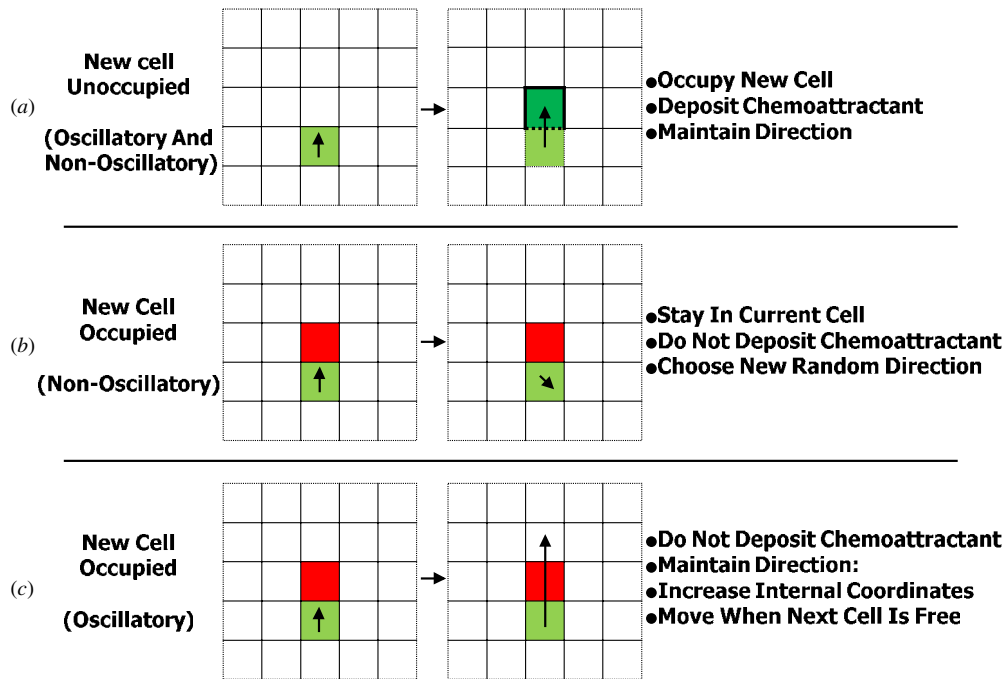 New cell
Unoccupied
(a)
(Oscillatory And
Non-Oscillatory)
●Occupy New Cell
●Deposit Chemoattractant
●Maintain Direction
New Cell
Occupied
(b)
(Non-Oscillatory)
●Stay In Current Cell
●Do Not Deposit Chemoattractant
●Choose New Random Direction
New Cell
Occupied
(c)
(Oscillatory)
●Do Not Deposit Chemoattractant
●Maintain Direction:
●Increase Internal Coordinates
●Move When Next Cell Is Free